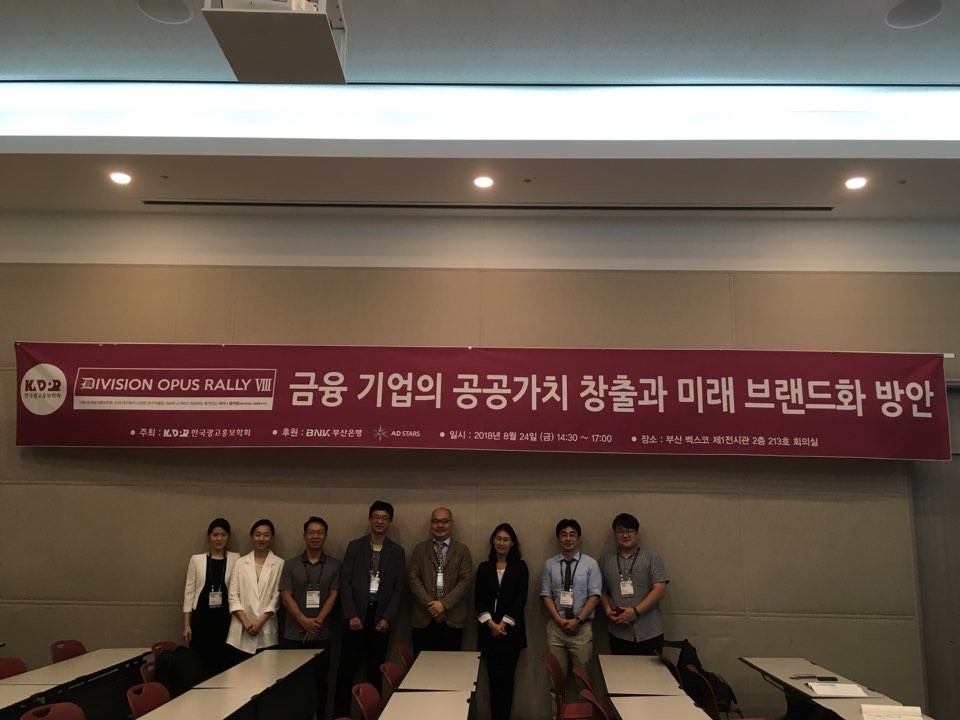 KADPR
한국광고홍보학회
DIVISION OPUS RALLY VIII
금융 기업의 공공가치 창출과 미래 브랜드화 방안
• 주최 : KADPR 한국광고홍보학회 • 후원 : BNK 부산은행 AD STARS • 일시 : 2018년 8월 24일 (금) 14:30 ~ 17:00 • 장소 : 부산 벡스코 제1전시관 2층 213호 회의실